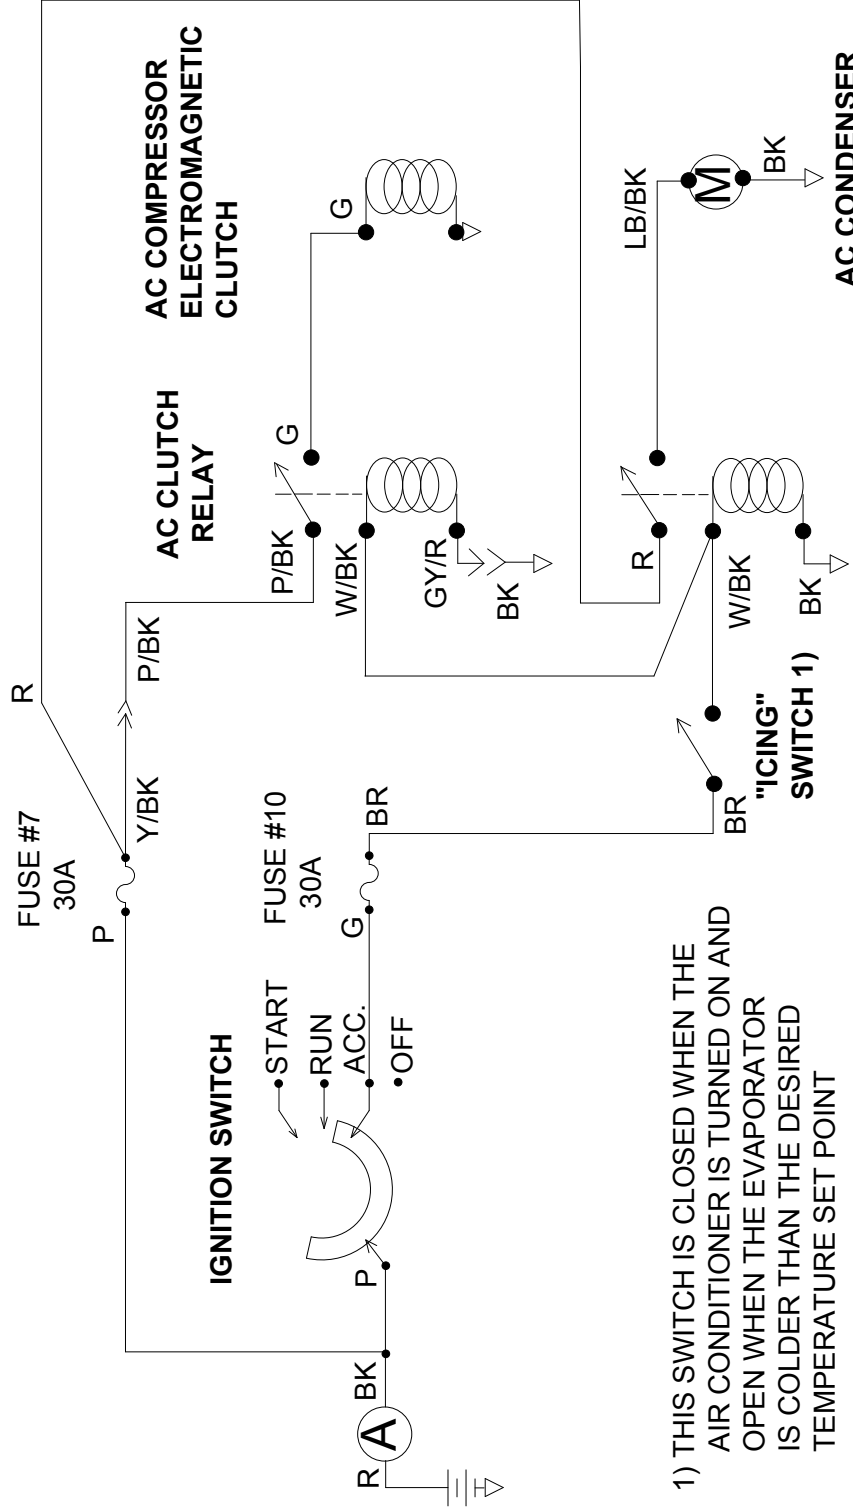 R
FUSE #7
30A
P
Y/BK
P/BK
AC COMPRESSOR
ELECTROMAGNETIC
CLUTCH
AC CLUTCH
RELAY
IGNITION SWITCH
START
RUN
ACC.
OFF
FUSE #10
30A
G
BR
P/BK
G
G
W/BK
GY/R
BK
R
A
BK
P
R
LB/BK
M
BK
W/BK
BK
BR
"ICING"
SWITCH 1)
AC CONDENSER
1) THIS SWITCH IS CLOSED WHEN THE
AIR CONDITIONER IS TURNED ON AND
OPEN WHEN THE EVAPORATOR
IS COLDER THAN THE DESIRED
TEMPERATURE SET POINT